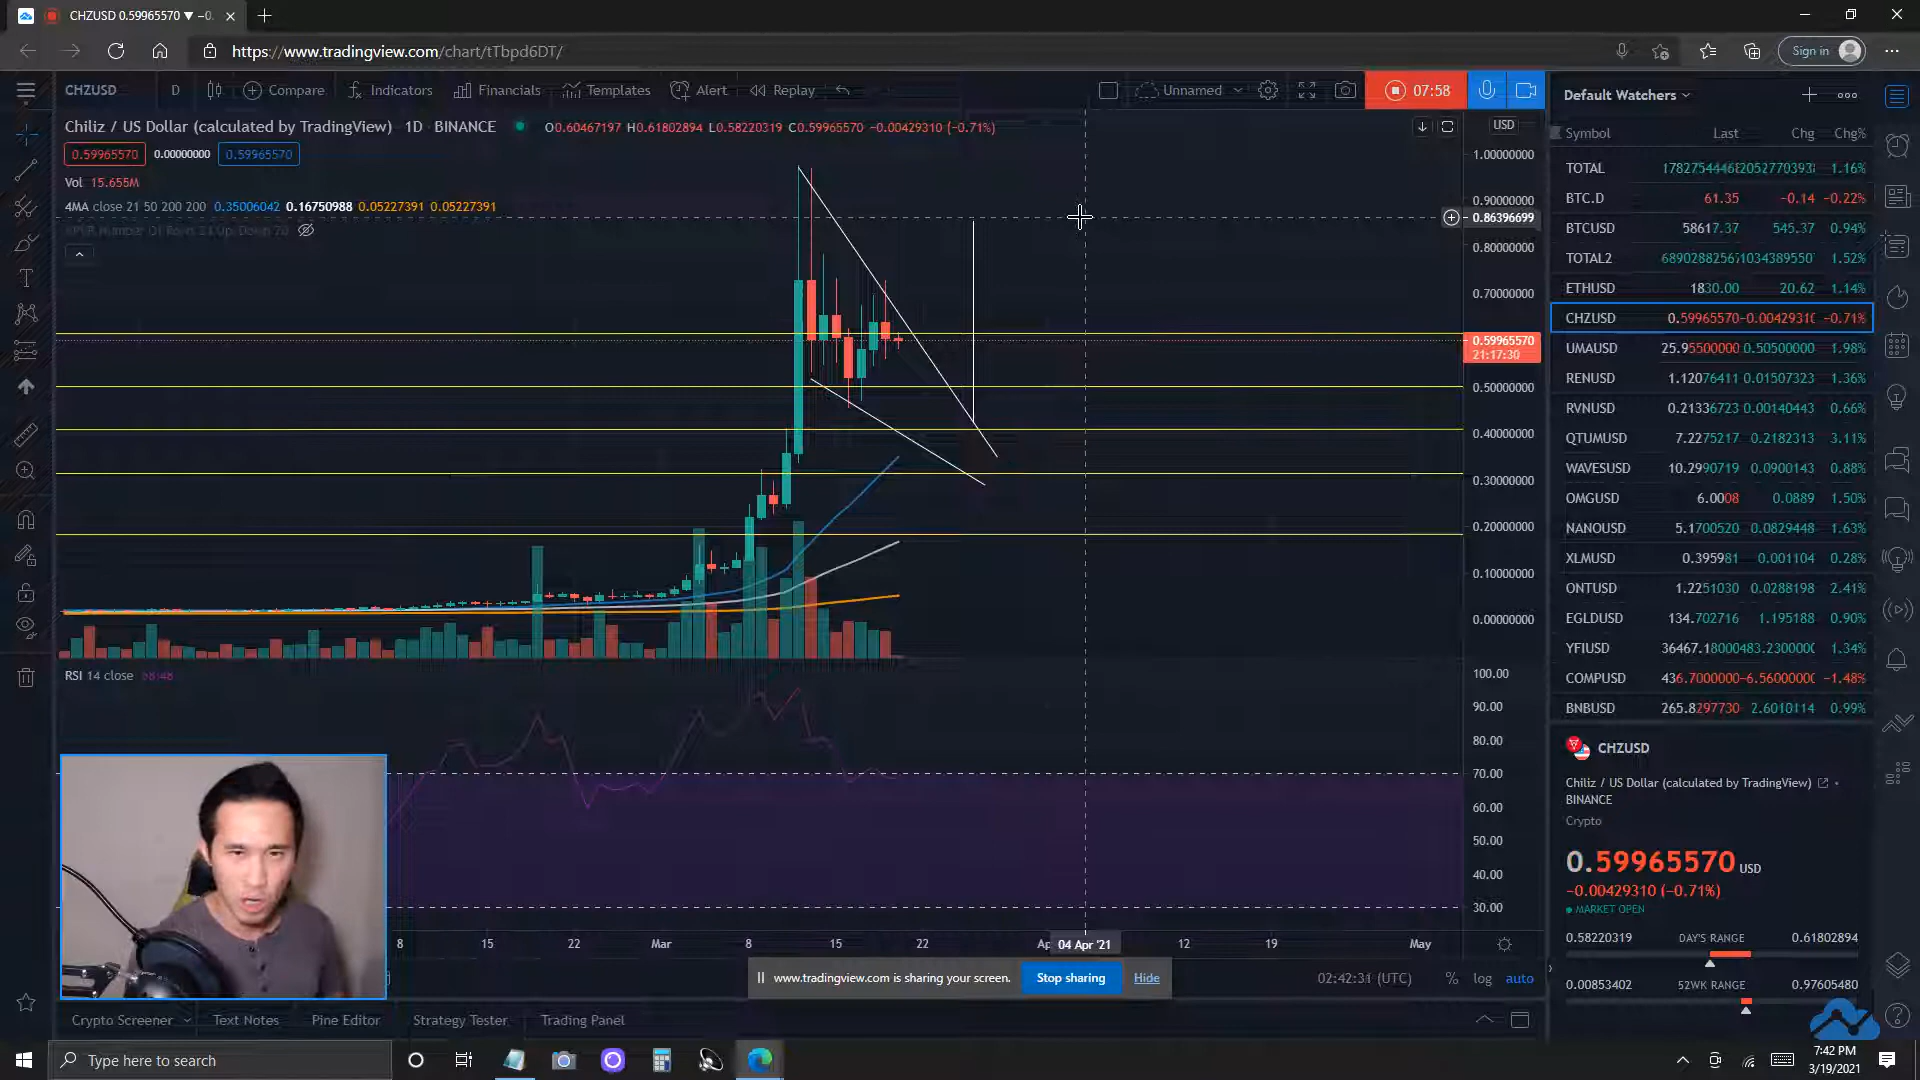 CHZUSD 0.59965570 ▼ −0.
https://www.tradingview.com/chart/tTbpd6DT/
Sign in
CHZUSD D Compare Indicators Financials Templates Alert Replay Unnamed 07:58
Default Watchers
Chiliz / US Dollar (calculated by TradingView) 1D BINANCE O0.60467197 H0.61802894 L0.58220319 C0.59965570 −0.00429310 (−0.71%)
USD
0.59965570 0.00000000 0.59965570
Vol 15.655M
4MA close 21 50 200 200 0.35006042 0.16750988 0.05227391 0.05227391
1.00000000
0.90000000
0.86396699
0.80000000
0.70000000
0.59965570
21:17:30
0.50000000
0.40000000
0.30000000
0.20000000
0.10000000
0.00000000
RSI 14 close
100.00
90.00
80.00
70.00
60.00
50.00
40.00
30.00
8 15 22 Mar 8 15 22 04 Apr '21 12 19 May
www.tradingview.com is sharing your screen. Stop sharing Hide
02:42:31 (UTC) % log auto
Crypto Screener Text Notes Pine Editor Strategy Tester Trading Panel
Symbol Last Chg Chg%
TOTAL 1.16%
BTC.D 61.35 −0.14 −0.22%
BTCUSD 58617.37 545.37 0.94%
TOTAL2 1.52%
ETHUSD 1830.00 20.62 1.14%
CHZUSD 0.59965570 −0.0042931( −0.71%
UMAUSD 25.95500000 0.50500000 1.98%
RENUSD 1.12076411 0.01507323 1.36%
RVNUSD 0.21336723 0.00140443 0.66%
QTUMUSD 7.2275217 0.2182313 3.11%
WAVESUSD 10.2990719 0.0900143 0.88%
OMGUSD 6.0008 0.0889 1.50%
NANOUSD 5.1700520 0.0829448 1.63%
XLMUSD 0.395981 0.001104 0.28%
ONTUSD 1.2251030 0.0288198 2.41%
EGLDUSD 134.702716 1.195188 0.90%
YFIUSD 1.34%
COMPUSD −1.48%
BNBUSD 265.8297730 2.6010114 0.99%
CHZUSD
Chiliz / US Dollar (calculated by TradingView)
BINANCE
Crypto
0.59965570 USD
−0.00429310 (−0.71%)
MARKET OPEN
0.58220319 DAY'S RANGE 0.61802894
0.00853402 52WK RANGE 0.97605480
Type here to search
7:42 PM
3/19/2021